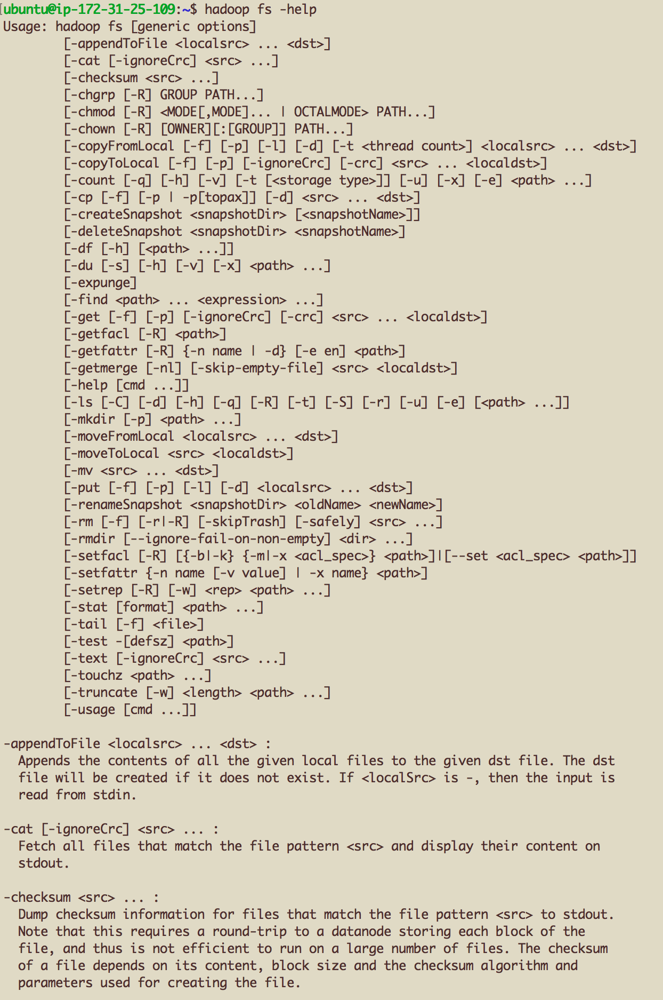 [ubuntu@ip-172-31-25-109:~$ hadoop fs -help
Usage: hadoop fs [generic options]
        [-appendToFile <localsrc> ... <dst>]
        [-cat [-ignoreCrc] <src> ...]
        [-checksum <src> ...]
        [-chgrp [-R] GROUP PATH...]
        [-chmod [-R] <MODE[,MODE]... | OCTALMODE> PATH...]
        [-chown [-R] [OWNER][:[GROUP]] PATH...]
        [-copyFromLocal [-f] [-p] [-l] [-d] [-t <thread count>] <localsrc> ... <dst>]
        [-copyToLocal [-f] [-p] [-ignoreCrc] [-crc] <src> ... <localdst>]
        [-count [-q] [-h] [-v] [-t [<storage type>]] [-u] [-x] [-e] <path> ...]
        [-cp [-f] [-p | -p[topax]] [-d] <src> ... <dst>]
        [-createSnapshot <snapshotDir> [<snapshotName>]]
        [-deleteSnapshot <snapshotDir> <snapshotName>]
        [-df [-h] [<path> ...]]
        [-du [-s] [-h] [-v] [-x] <path> ...]
        [-expunge]
        [-find <path> ... <expression> ...]
        [-get [-f] [-p] [-ignoreCrc] [-crc] <src> ... <localdst>]
        [-getfacl [-R] <path>]
        [-getfattr [-R] {-n name | -d} [-e en] <path>]
        [-getmerge [-nl] [-skip-empty-file] <src> <localdst>]
        [-help [cmd ...]]
        [-ls [-C] [-d] [-h] [-q] [-R] [-t] [-S] [-r] [-u] [-e] [<path> ...]]
        [-mkdir [-p] <path> ...]
        [-moveFromLocal <localsrc> ... <dst>]
        [-moveToLocal <src> <localdst>]
        [-mv <src> ... <dst>]
        [-put [-f] [-p] [-l] [-d] <localsrc> ... <dst>]
        [-renameSnapshot <snapshotDir> <oldName> <newName>]
        [-rm [-f] [-r|-R] [-skipTrash] [-safely] <src> ...]
        [-rmdir [--ignore-fail-on-non-empty] <dir> ...]
        [-setfacl [-R] [{-b|-k} {-m|-x <acl_spec>} <path>]|[--set <acl_spec> <path>]]
        [-setfattr {-n name [-v value] | -x name} <path>]
        [-setrep [-R] [-w] <rep> <path> ...]
        [-stat [format] <path> ...]
        [-tail [-f] <file>]
        [-test -[defsz] <path>]
        [-text [-ignoreCrc] <src> ...]
        [-touchz <path> ...]
        [-truncate [-w] <length> <path> ...]
        [-usage [cmd ...]]

-appendToFile <localsrc> ... <dst> :
  Appends the contents of all the given local files to the given dst file. The dst
  file will be created if it does not exist. If <localSrc> is -, then the input is
  read from stdin.

-cat [-ignoreCrc] <src> ... :
  Fetch all files that match the file pattern <src> and display their content on
  stdout.

-checksum <src> ... :
  Dump checksum information for files that match the file pattern <src> to stdout.
  Note that this requires a round-trip to a datanode storing each block of the
  file, and thus is not efficient to run on a large number of files. The checksum
  of a file depends on its content, block size and the checksum algorithm and
  parameters used for creating the file.